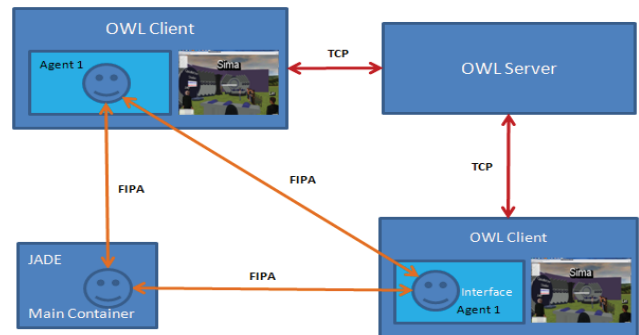 OWL Client
Agent 1
Sima
TCP
OWL Server
FIPA
FIPA
TCP
OWL Client
JADE
Main Container
FIPA
Interface
Agent 1
Sima